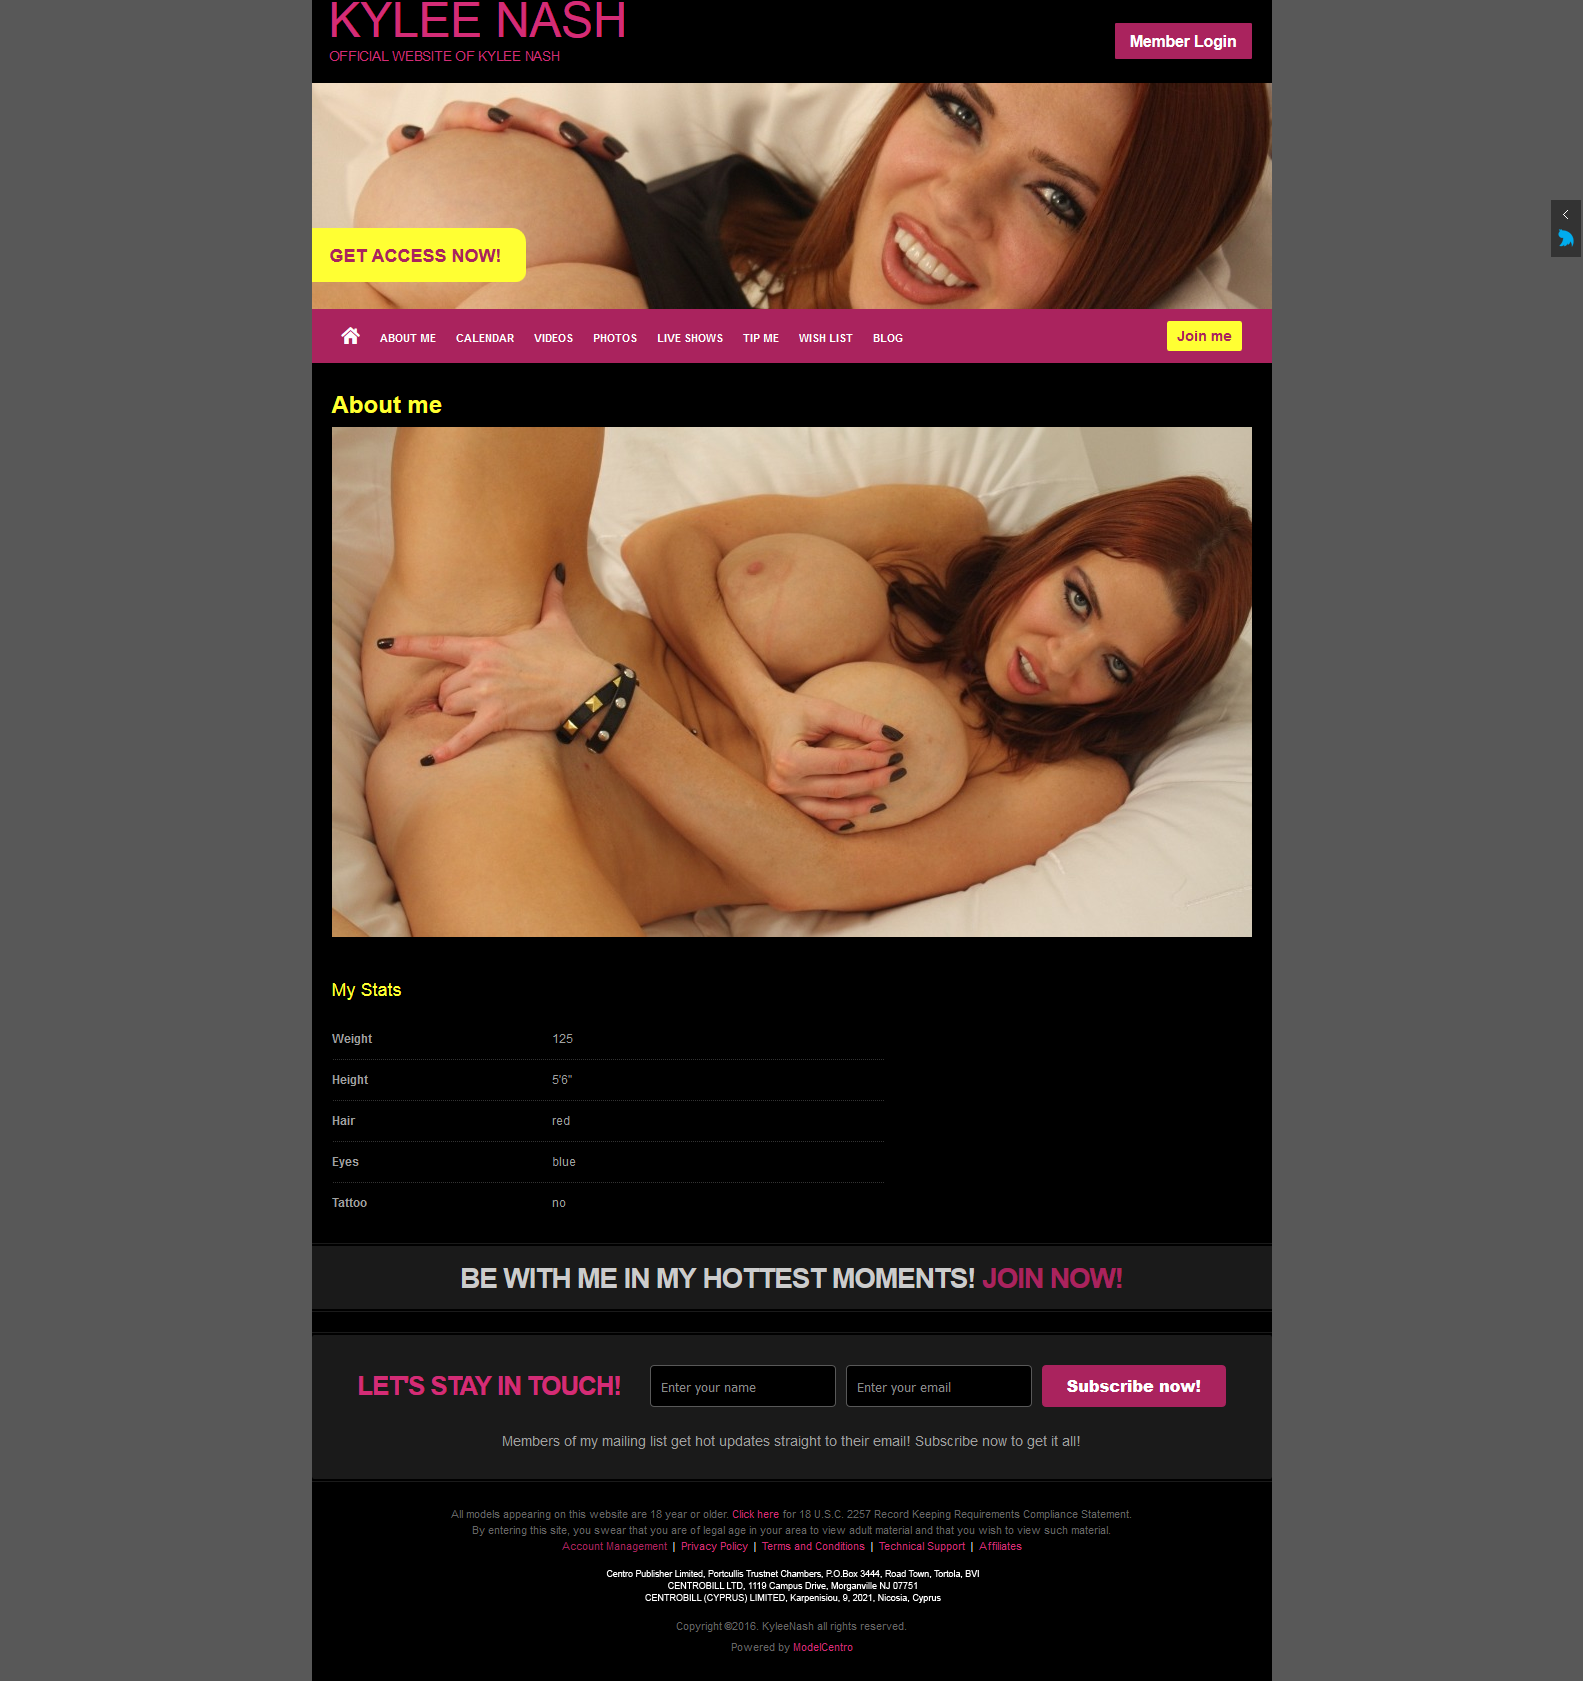 KYLEE NASH
OFFICIAL WEBSITE OF KYLEE NASH
Member Login
GET ACCESS NOW!
ABOUT ME CALENDAR VIDEOS PHOTOS LIVE SHOWS TIP ME WISH LIST BLOG
Join me
About me
My Stats
Weight 125
Height 5'6"
Hair red
Eyes blue
Tattoo no
BE WITH ME IN MY HOTTEST MOMENTS! JOIN NOW!
LET'S STAY IN TOUCH! Enter your name Enter your email Subscribe now!
Members of my mailing list get hot updates straight to their email! Subscribe now to get it all!
All models appearing on this website are 18 year or older. Click here for 18 U.S.C. 2257 Record Keeping Requirements Compliance Statement.
By entering this site, you swear that you are of legal age in your area to view adult material and that you wish to view such material.
Account Management | Privacy Policy | Terms and Conditions | Technical Support | Affiliates
Centro Publisher Limited, Portcullis Trustnet Chambers, P.O.Box 3444, Road Town, Tortola, BVI
CENTROBILL LTD, 1119 Campus Drive, Morganville NJ 07751
CENTROBILL (CYPRUS) LIMITED, Karpenisiou, 9, 2021, Nicosia, Cyprus
Copyright ©2016. KyleeNash all rights reserved.
Powered by ModelCentro